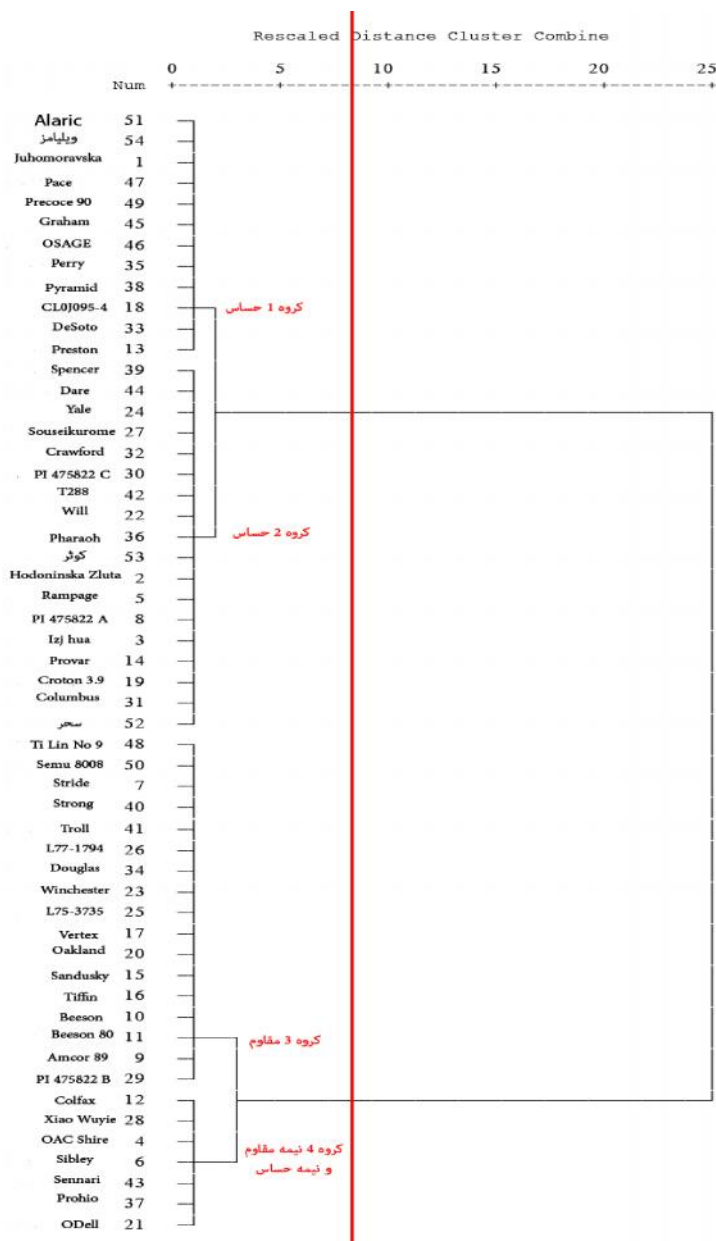 Rescaled Distance Cluster Combine
0 5 10 15 20 25
Num
Alaric 51
ویلیامز 54
Juhomoravska 1
Pace 47
Precoce 90 49
Graham 45
OSAGE 46
Perry 35
Pyramid 38
CL0J095-4 18 کروه 1 حساس
DeSoto 33
Preston 13
Spencer 39
Dare 44
Yale 24
Souseikurome 27
Crawford 32
PI 475822 C 30
T288 42
Will 22
Pharaoh 36 کروه 2 حساس
کوثر 53
Hodoninska Zluta 2
Rampage 5
PI 475822 A 8
Izj hua 3
Provar 14
Croton 3.9 19
Columbus 31
سحر 52
Ti Lin No 9 48
Semu 8008 50
Stride 7
Strong 40
Troll 41
L77-1794 26
Douglas 34
Winchester 23
L75-3735 25
Vertex 17
Oakland 20
Sandusky 15
Tiffin 16
Beeson 10
Beeson 80 11 کروه 3 مقاوم
Amcor 89 9
PI 475822 B 29
Colfax 12
Xiao Wuyie 28
OAC Shire 4
کروه 4 نیمه مقاوم
Sibley 6
و نیمه حساس
Sennari 43
Prohio 37
ODell 21